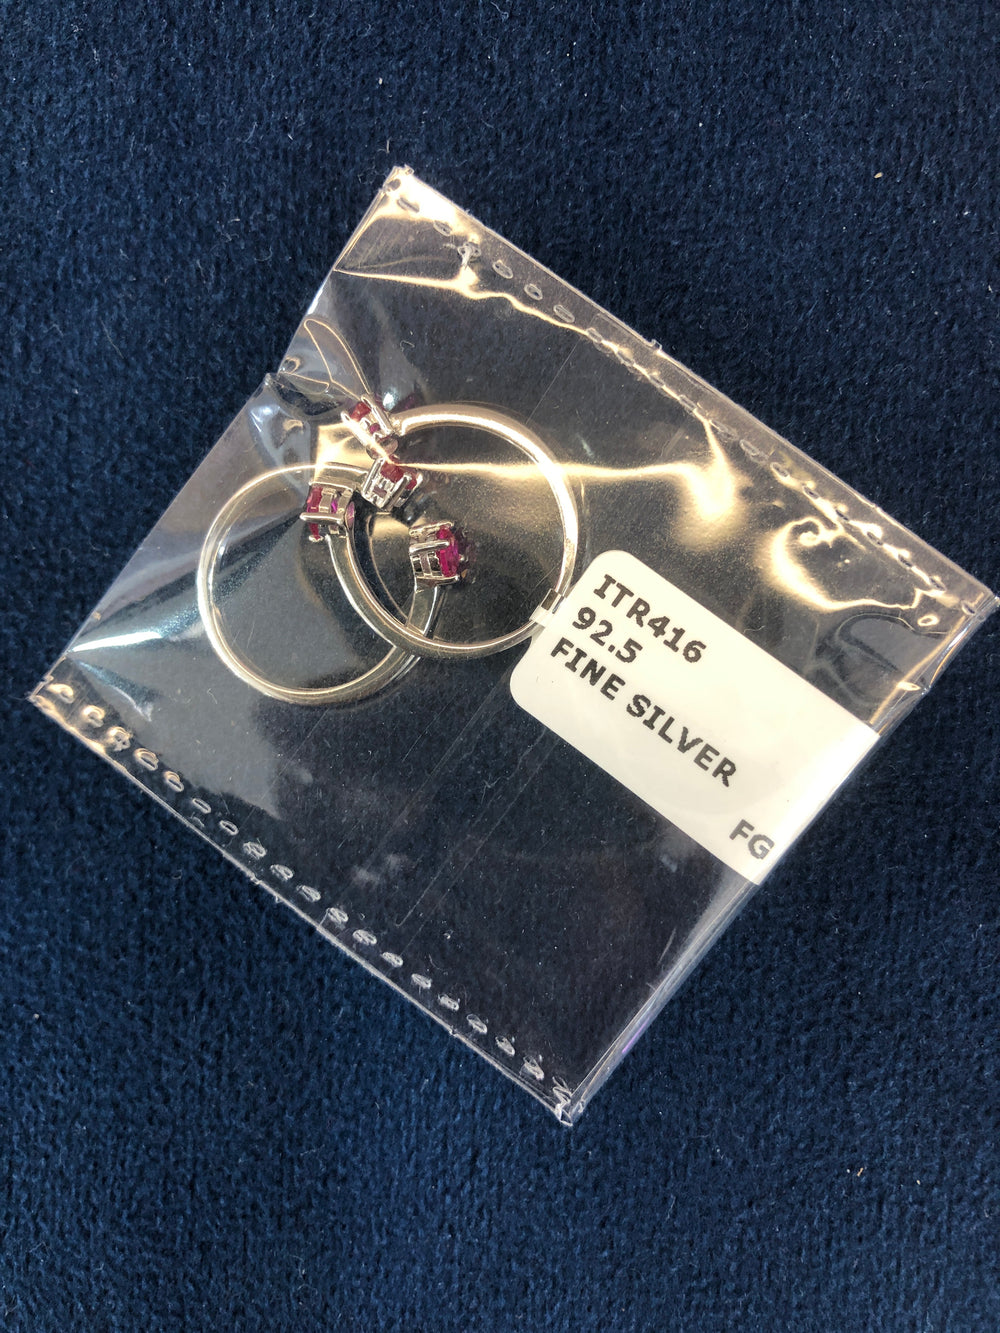 ITR416
92.5
FINE SILVER
FG